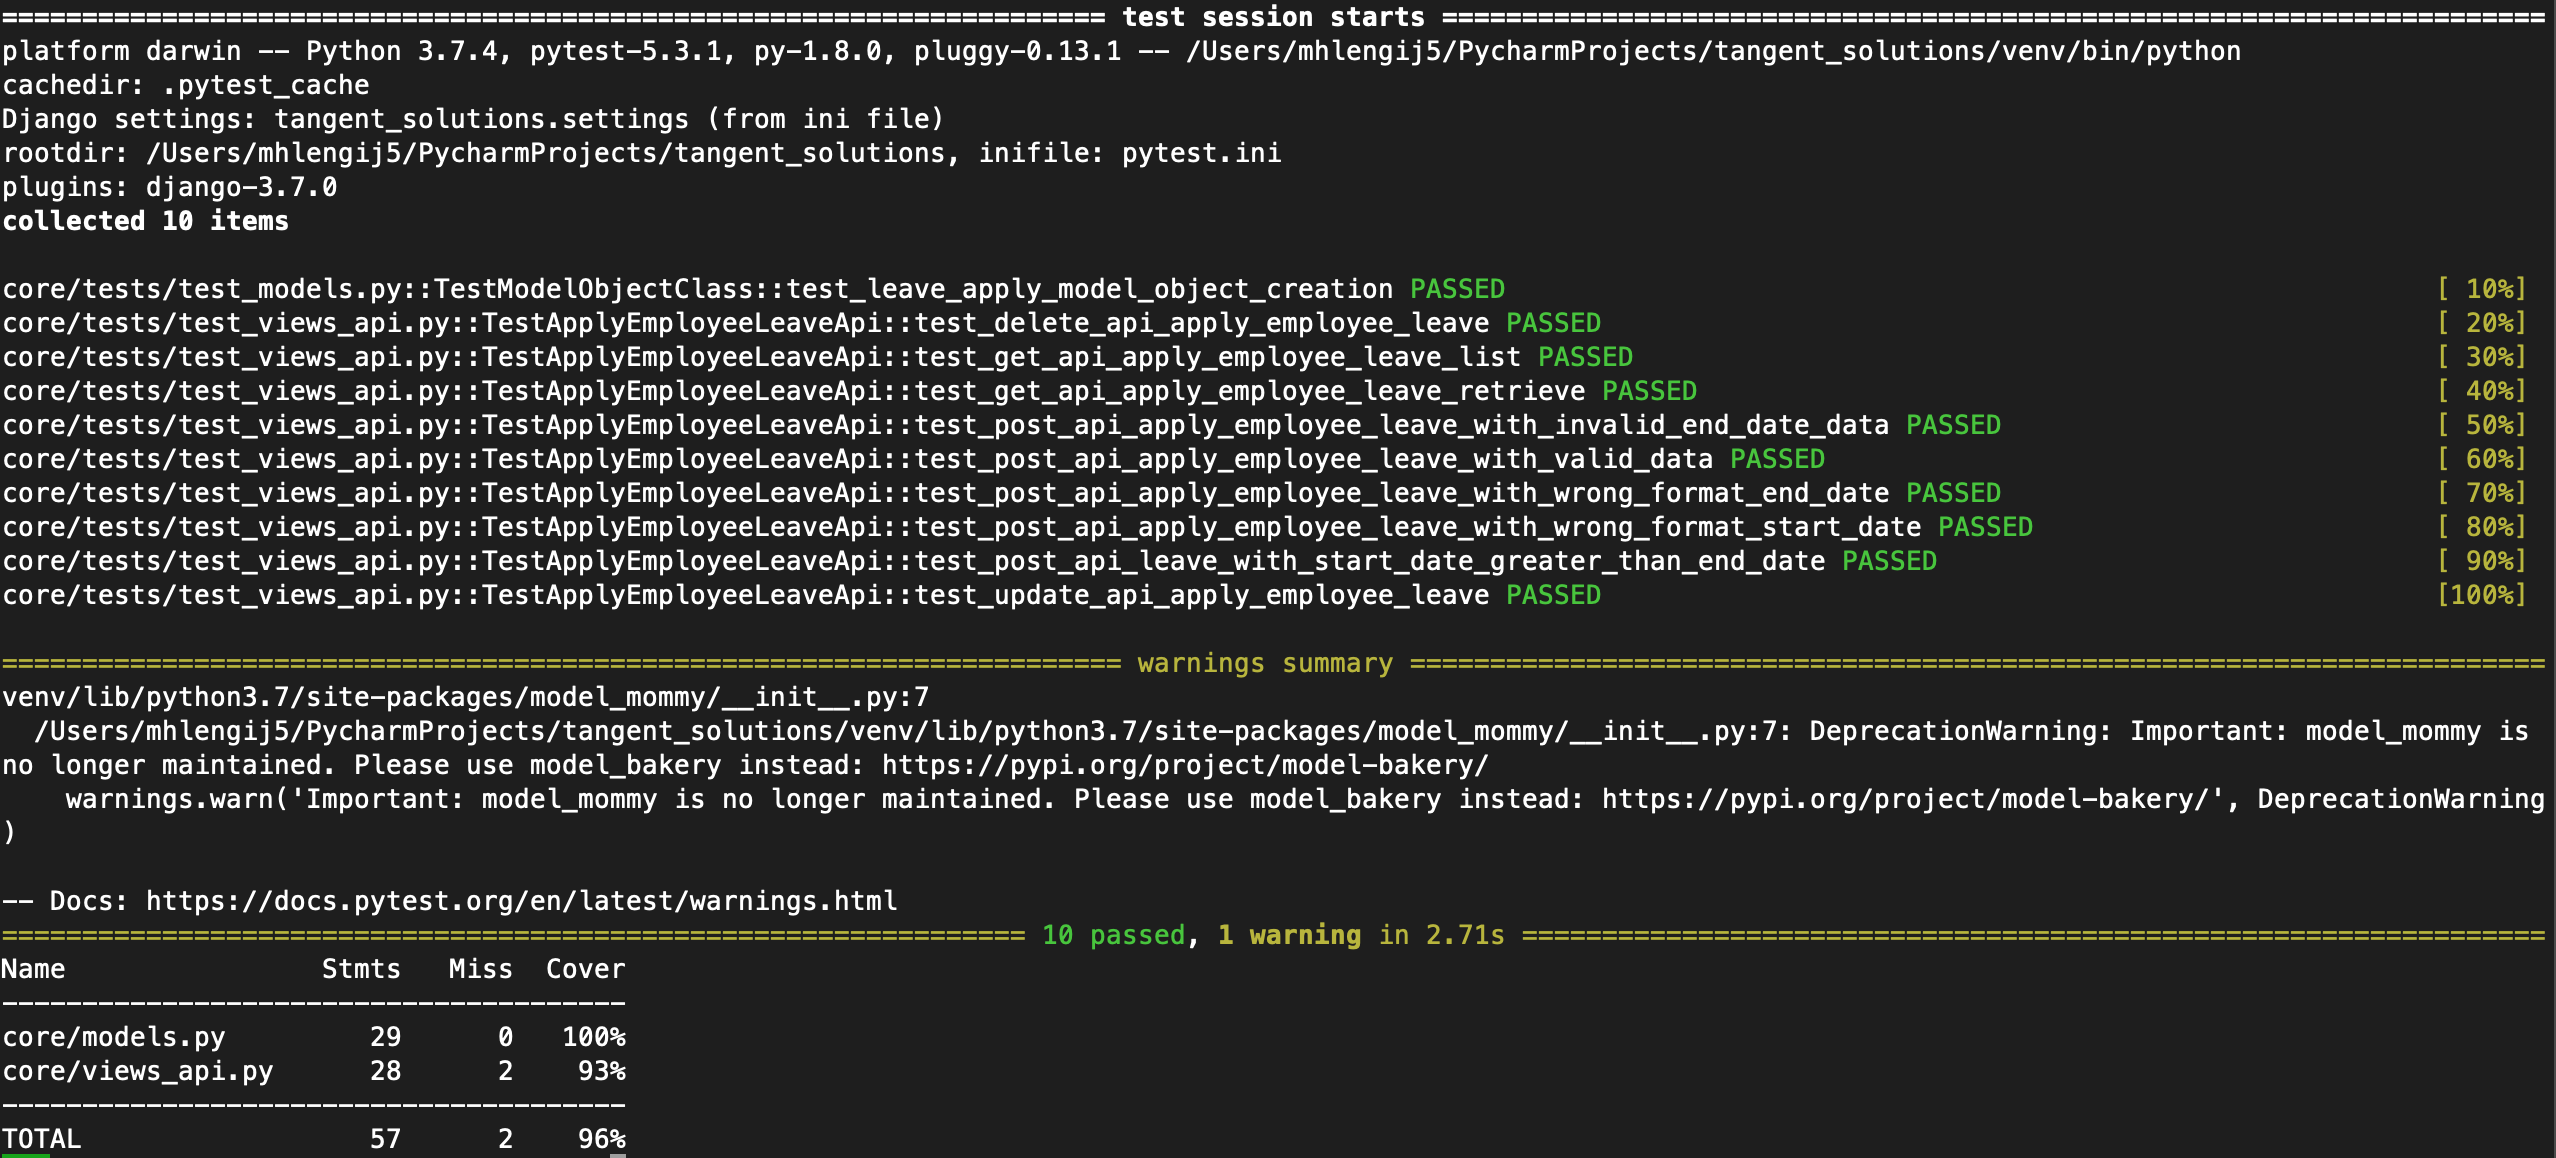 ===================================================================== test session starts =====================================================================
platform darwin -- Python 3.7.4, pytest-5.3.1, py-1.8.0, pluggy-0.13.1 -- /Users/mhlengij5/PycharmProjects/tangent_solutions/venv/bin/python
cachedir: .pytest_cache
Django settings: tangent_solutions.settings (from ini file)
rootdir: /Users/mhlengij5/PycharmProjects/tangent_solutions, inifile: pytest.ini
plugins: django-3.7.0
collected 10 items
core/tests/test_models.py::TestModelObjectClass::test_leave_apply_model_object_creation PASSED [ 10%]
core/tests/test_views_api.py::TestApplyEmployeeLeaveApi::test_delete_api_apply_employee_leave PASSED [ 20%]
core/tests/test_views_api.py::TestApplyEmployeeLeaveApi::test_get_api_apply_employee_leave_list PASSED [ 30%]
core/tests/test_views_api.py::TestApplyEmployeeLeaveApi::test_get_api_apply_employee_leave_retrieve PASSED [ 40%]
core/tests/test_views_api.py::TestApplyEmployeeLeaveApi::test_post_api_apply_employee_leave_with_invalid_end_date_data PASSED [ 50%]
core/tests/test_views_api.py::TestApplyEmployeeLeaveApi::test_post_api_apply_employee_leave_with_valid_data PASSED [ 60%]
core/tests/test_views_api.py::TestApplyEmployeeLeaveApi::test_post_api_apply_employee_leave_with_wrong_format_end_date PASSED [ 70%]
core/tests/test_views_api.py::TestApplyEmployeeLeaveApi::test_post_api_apply_employee_leave_with_wrong_format_start_date PASSED [ 80%]
core/tests/test_views_api.py::TestApplyEmployeeLeaveApi::test_post_api_leave_with_start_date_greater_than_end_date PASSED [ 90%]
core/tests/test_views_api.py::TestApplyEmployeeLeaveApi::test_update_api_apply_employee_leave PASSED [100%]
====================================================================== warnings summary =======================================================================
venv/lib/python3.7/site-packages/model_mommy/__init__.py:7
  /Users/mhlengij5/PycharmProjects/tangent_solutions/venv/lib/python3.7/site-packages/model_mommy/__init__.py:7: DeprecationWarning: Important: model_mommy is
no longer maintained. Please use model_bakery instead: https://pypi.org/project/model-bakery/
    warnings.warn('Important: model_mommy is no longer maintained. Please use model_bakery instead: https://pypi.org/project/model-bakery/', DeprecationWarning
)
-- Docs: https://docs.pytest.org/en/latest/warnings.html
================================================================ 10 passed, 1 warning in 2.71s ================================================================
Name                Stmts   Miss  Cover
---------------------------------------
core/models.py         29      0   100%
core/views_api.py      28      2    93%
---------------------------------------
TOTAL                  57      2    96%